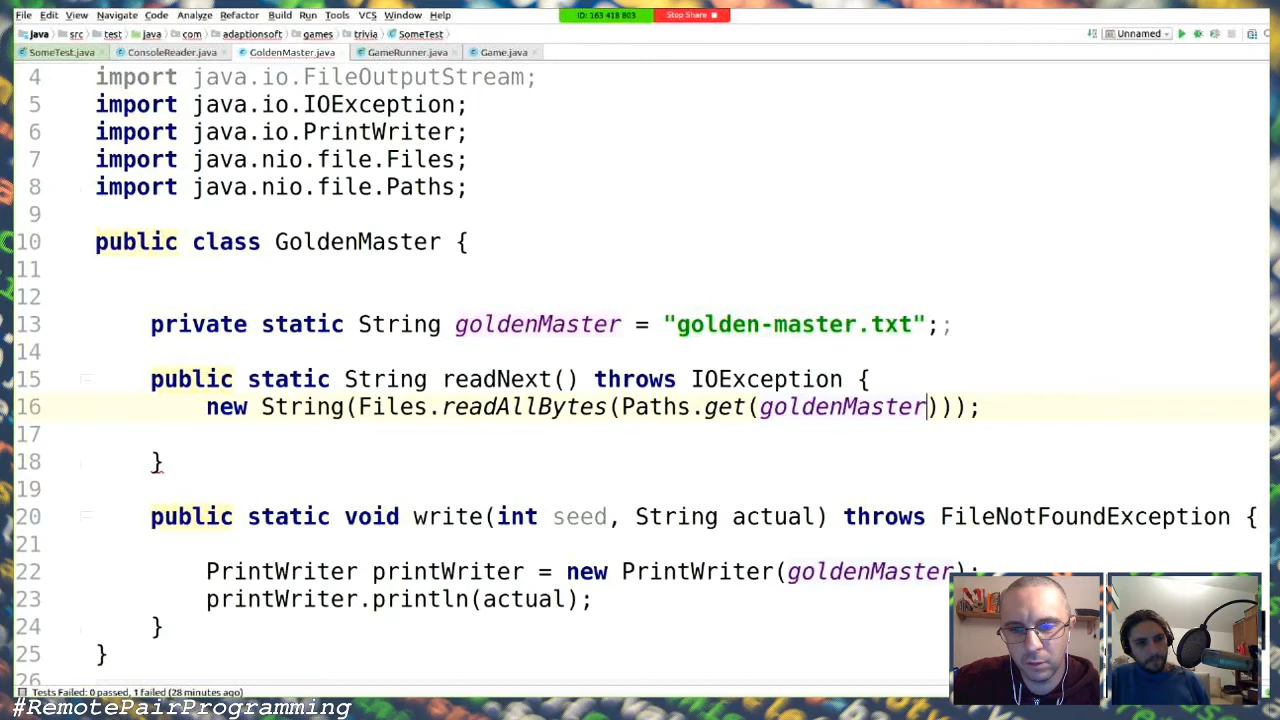 File Edit View Navigate Code Analyze Refactor Build Run Tools VCS Window Help
ID: 163 418 803 Stop Share
java src test java com adaptionsoft games trivia SomeTest Unnamed
SomeTest.java ConsoleReader.java GoldenMaster.java GameRunner.java Game.java
4 import java.io.FileOutputStream;
5 import java.io.IOException;
6 import java.io.PrintWriter;
7 import java.nio.file.Files;
8 import java.nio.file.Paths;
9
10 public class GoldenMaster {
11
12
13 private static String goldenMaster = "golden-master.txt";;
14
15 public static String readNext() throws IOException {
16 new String(Files.readAllBytes(Paths.get(goldenMaster)));
17
18 }
19
20 public static void write(int seed, String actual) throws FileNotFoundException {
21
22 PrintWriter printWriter = new PrintWriter(goldenMaster);
23 printWriter.println(actual);
24 }
25 }
26
Tests Failed: 0 passed, 1 failed (28 minutes ago)
#RemotePairProgramming